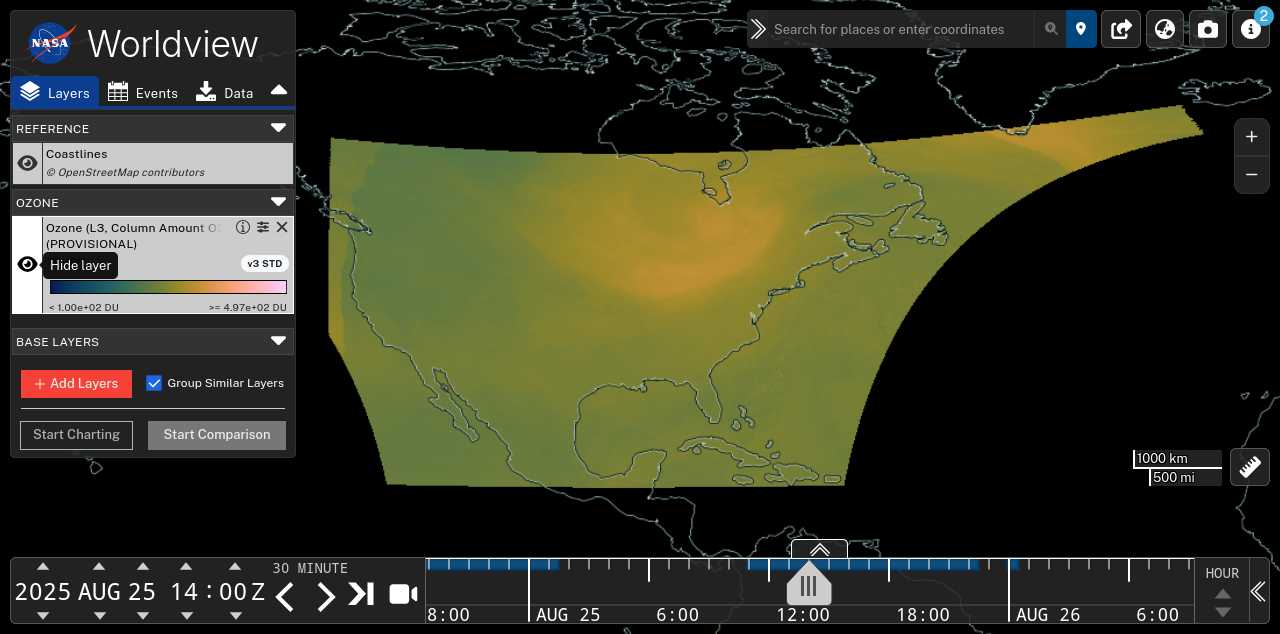 NASA
Worldview
Layers
Events
Data
REFERENCE
Coastlines
© OpenStreetMap contributors
OZONE
Ozone (L3, Column Amount
(PROVISIONAL)
Hide layer
v3 STD
< 1.00e+02 DU
>= 4.97e+02 DU
BASE LAYERS
+ Add Layers
Group Similar Layers
Start Charting
Start Comparison
Search for places or enter coordinates
2
+
−
1000 km
500 mi
2025 AUG 25 14:00 Z
30 MINUTE
8:00
AUG 25
6:00
12:00
18:00
AUG 26
6:00
HOUR